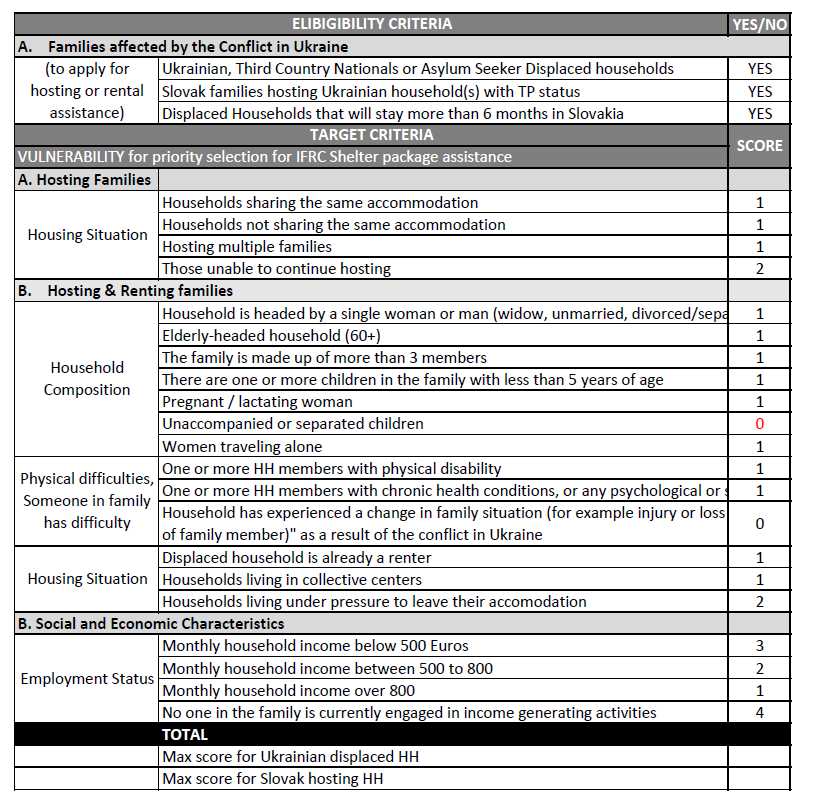 ELIBIGIBILITY CRITERIA YES/NO
A. Families affected by the Conflict in Ukraine
(to apply for hosting or rental assistance)
Ukrainian, Third Country Nationals or Asylum Seeker Displaced households YES
Slovak families hosting Ukrainian household(s) with TP status YES
Displaced Households that will stay more than 6 months in Slovakia YES
TARGET CRITERIA SCORE
VULNERABILITY for priority selection for IFRC Shelter package assistance
A. Hosting Families
Housing Situation
Households sharing the same accommodation 1
Households not sharing the same accommodation 1
Hosting multiple families 1
Those unable to continue hosting 2
B. Hosting & Renting families
Household Composition
Household is headed by a single woman or man (widow, unmarried, divorced/sepa 1
Elderly-headed household (60+) 1
The family is made up of more than 3 members 1
There are one or more children in the family with less than 5 years of age 1
Pregnant / lactating woman 1
Unaccompanied or separated children 0
Women traveling alone 1
Physical difficulties, Someone in family has difficulty
One or more HH members with physical disability 1
One or more HH members with chronic health conditions, or any psychological or 1
Household has experienced a change in family situation (for example injury or loss
of family member)" as a result of the conflict in Ukraine 0
Housing Situation
Displaced household is already a renter 1
Households living in collective centers 1
Households living under pressure to leave their accomodation 2
B. Social and Economic Characteristics
Employment Status
Monthly household income below 500 Euros 3
Monthly household income between 500 to 800 2
Monthly household income over 800 1
No one in the family is currently engaged in income generating activities 4
TOTAL
Max score for Ukrainian displaced HH
Max score for Slovak hosting HH